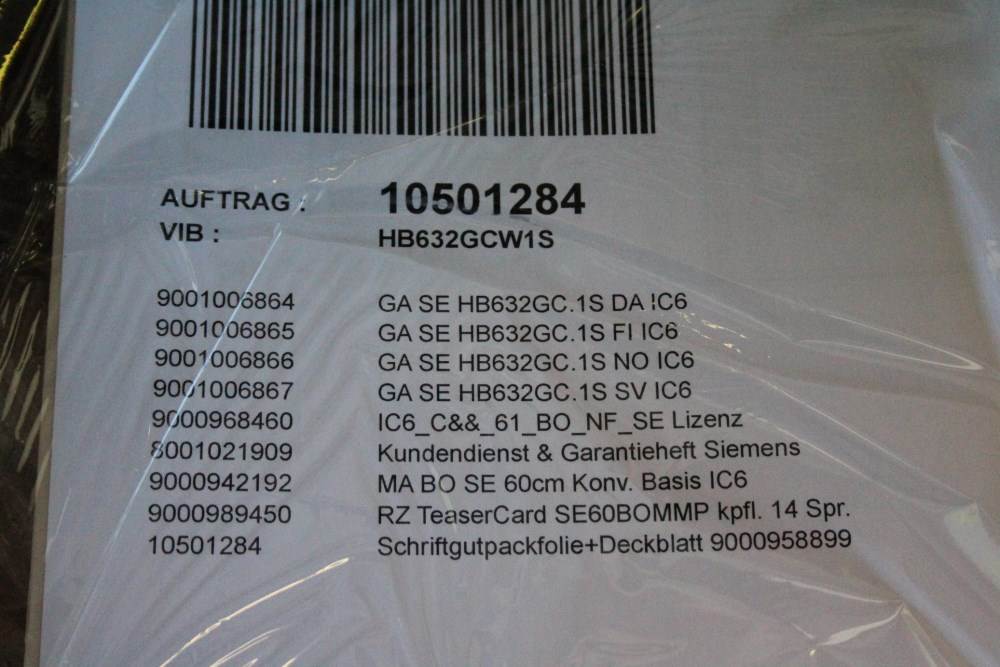 AUFTRAG : 10501284
VIB : HB632GCW1S
9001006864 GA SE HB632GC.1S DA IC6
9001006865 GA SE HB632GC.1S FI IC6
9001006866 GA SE HB632GC.1S NO IC6
9001006867 GA SE HB632GC.1S SV IC6
9000968460 IC6_C&&_61_BO_NF_SE Lizenz
8001021909 Kundendienst & Garantieheft Siemens
9000942192 MA BO SE 60cm Konv. Basis IC6
9000989450 RZ TeaserCard SE60BOMMP kpfl. 14 Spr.
10501284 Schriftgutpackfolie+Deckblatt 9000958899